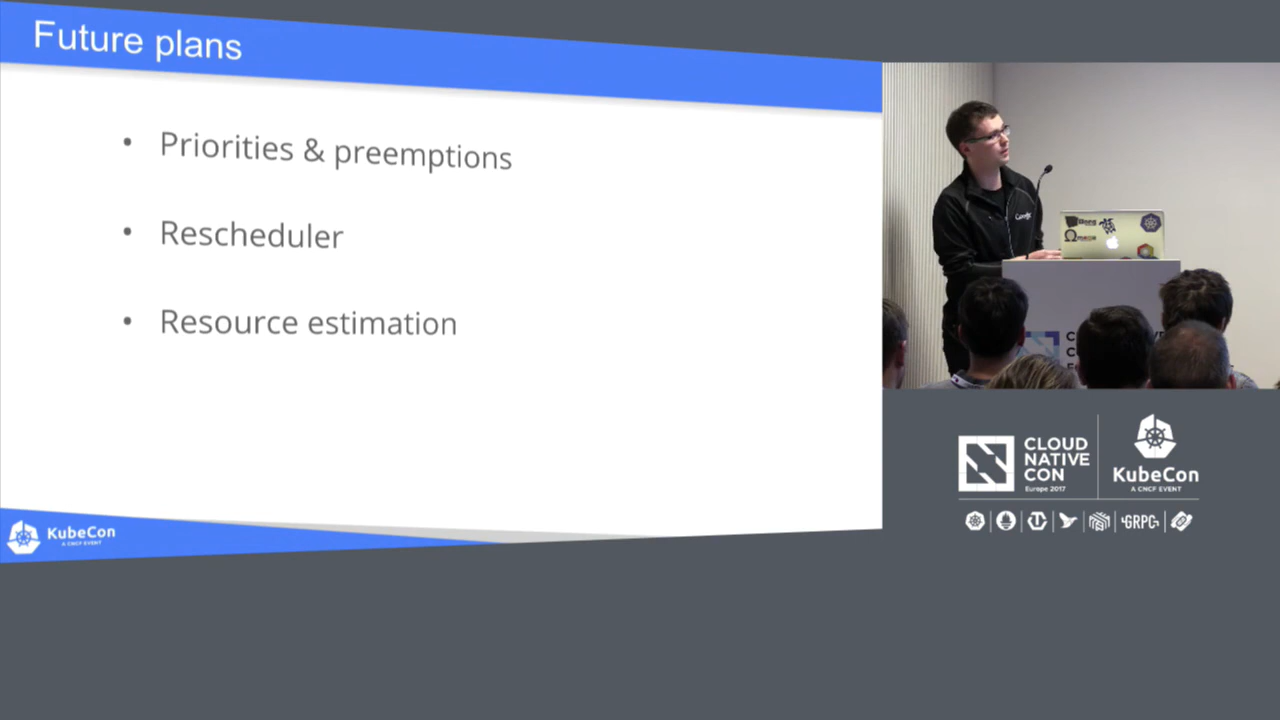 Future plans
• Priorities & preemptions
• Rescheduler
• Resource estimation
KubeCon
A CNCF EVENT
CLOUD
NATIVE
CON
Europe 2017
KubeCon
A CNCF EVENT
GRPC